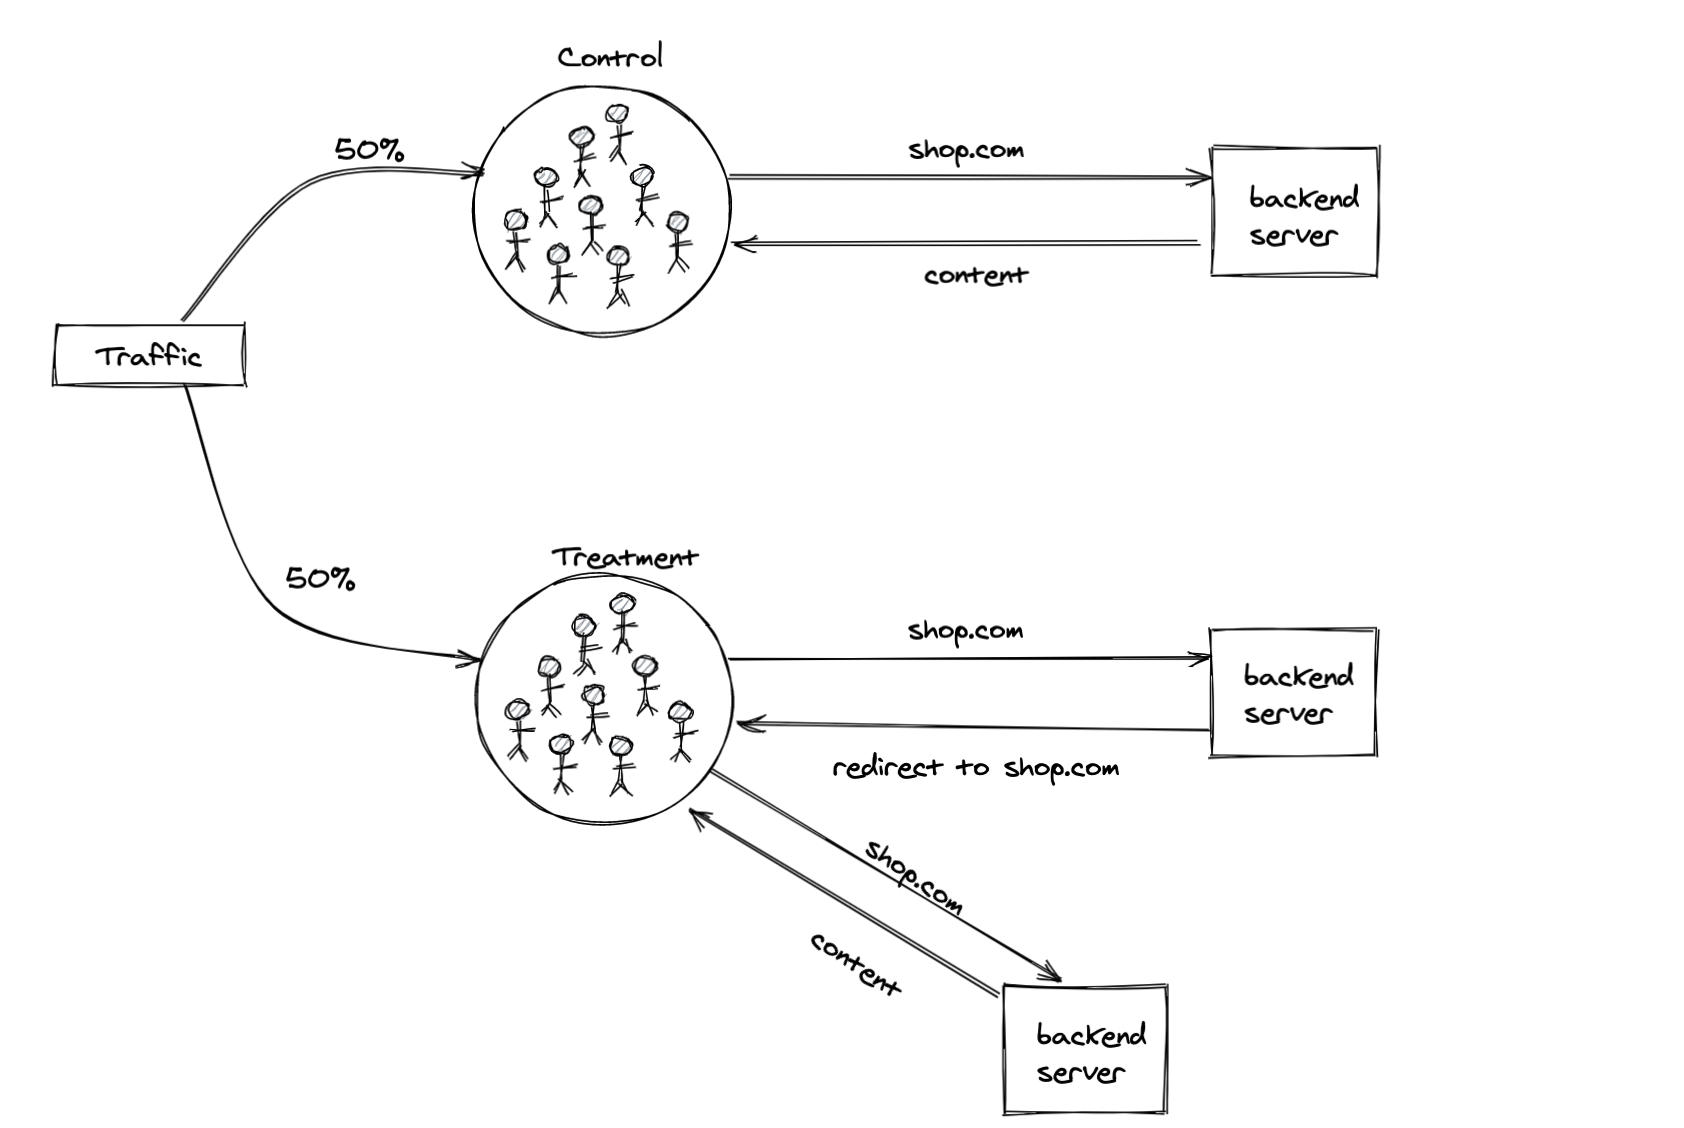 Control
50%
shop.com
backend
server
content
Traffic
Treatment
50%
shop.com
backend
server
redirect to shop.com
shop.com
content
backend
server